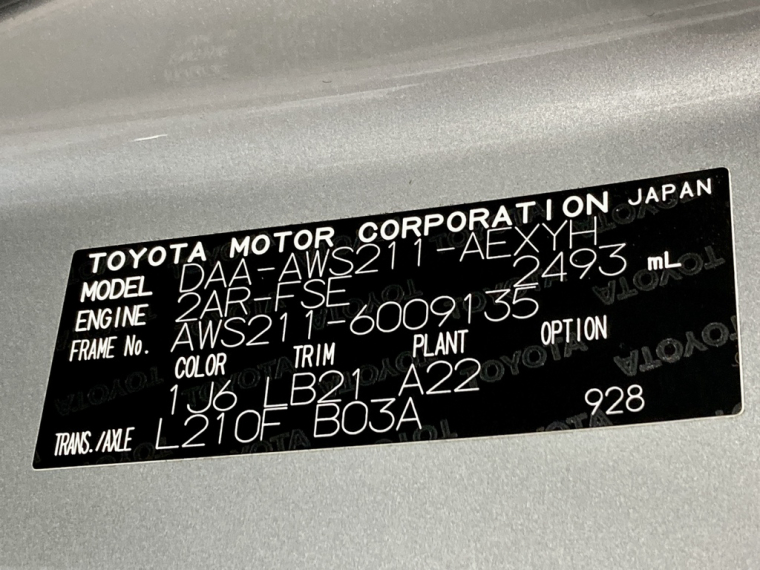 TOYOTA MOTOR CORPORATION JAPAN
MODEL DAA-AWS211-AEXYH
ENGINE 2AR-FSE 2493 mL
FRAME No. AWS211-6009135
COLOR TRIM PLANT OPTION
1J6 LB21 A22
TRANS./AXLE L210F B03A 928